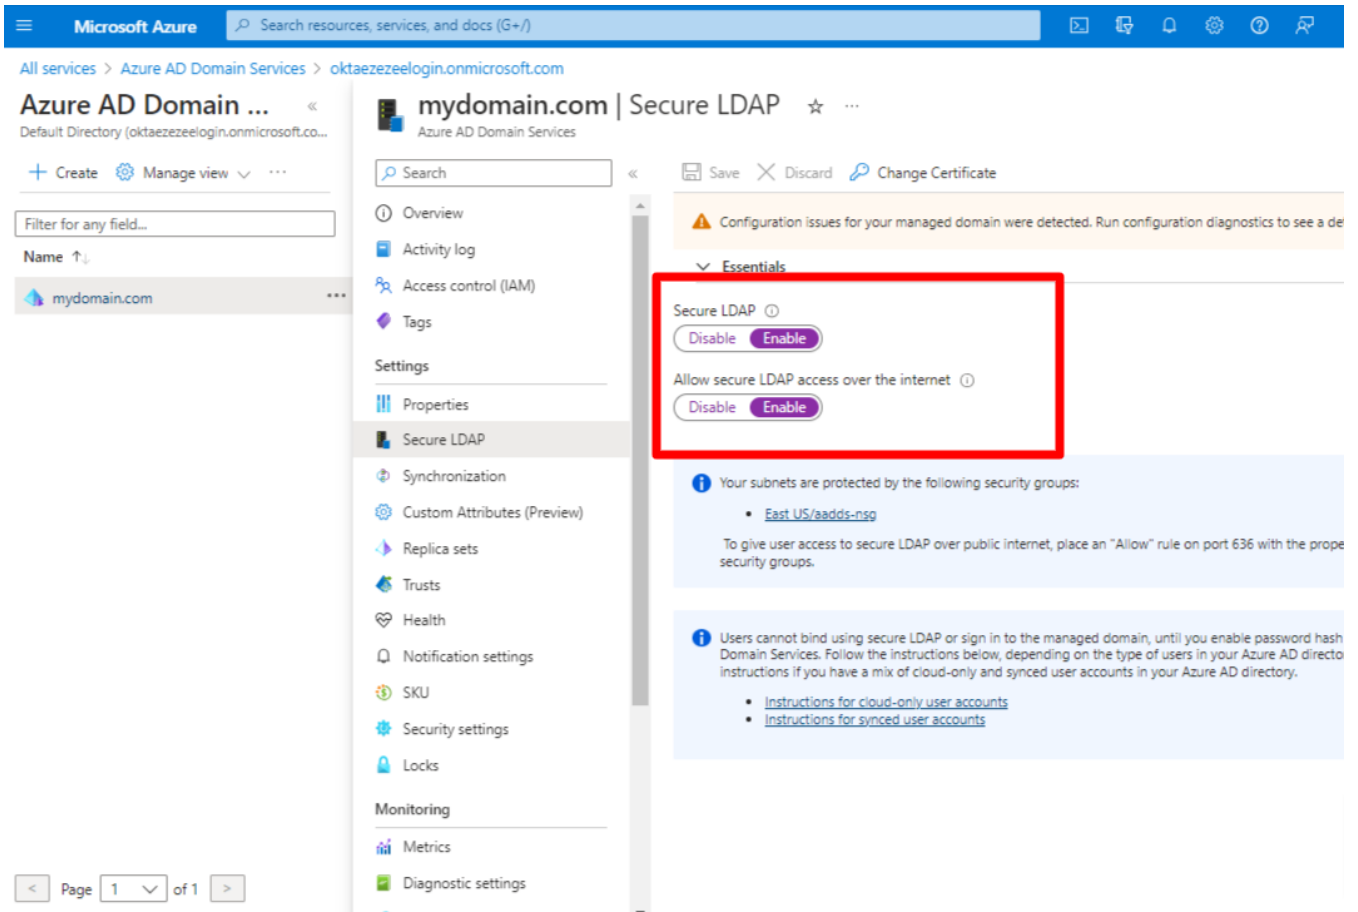 Microsoft Azure
Search resources, services, and docs (G+/)
All services > Azure AD Domain Services > oktaezezeelogin.onmicrosoft.com
Azure AD Domain ... «
Default Directory (oktaezezeelogin.onmicrosoft.co...
+ Create
Manage view
...
Filter for any field...
Name ↑↓
mydomain.com ...
Page 1 of 1
mydomain.com | Secure LDAP ...
Azure AD Domain Services
Search
«
Overview
Activity log
Access control (IAM)
Tags
Settings
Properties
Secure LDAP
Synchronization
Custom Attributes (Preview)
Replica sets
Trusts
Health
Notification settings
SKU
Security settings
Locks
Monitoring
Metrics
Diagnostic settings
Save
Discard
Change Certificate
Configuration issues for your managed domain were detected. Run configuration diagnostics to see a de
Essentials
Secure LDAP
Disable Enable
Allow secure LDAP access over the internet
Disable Enable
Your subnets are protected by the following security groups:
• East US/aadds-nsg
To give user access to secure LDAP over public internet, place an "Allow" rule on port 636 with the prope
security groups.
Users cannot bind using secure LDAP or sign in to the managed domain, until you enable password hash
Domain Services. Follow the instructions below, depending on the type of users in your Azure AD directo
instructions if you have a mix of cloud-only and synced user accounts in your Azure AD directory.
• Instructions for cloud-only user accounts
• Instructions for synced user accounts